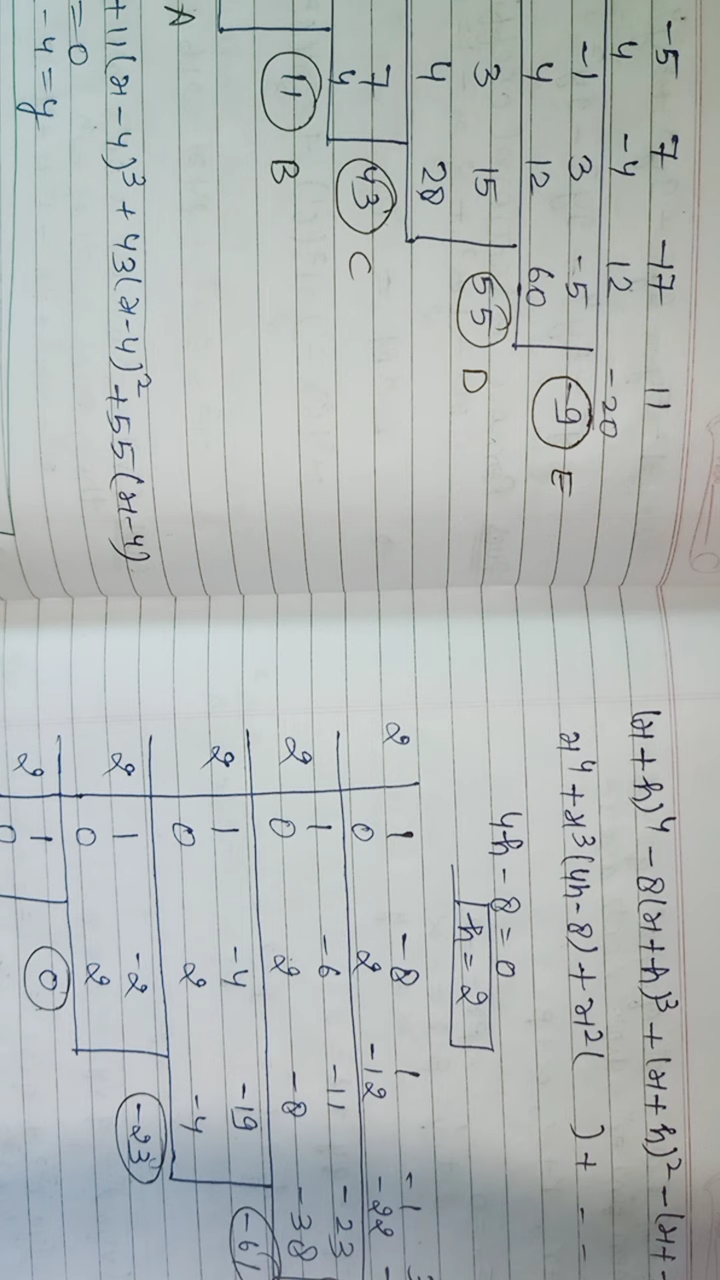 -5 7 -17 11
4 -4 12 -20
-1 3 -5 (-9) E
4 12 60
3 15 (55) D
4 28
7 (43) C
4
(11) B
A
+11(x-4)³ + 43(x-4)² + 55(x-4)
=0
-4 = y
(x+h)⁴ - 8(x+h)³ + (x+h)² - (x+
x⁴ + x³(4h-8) + x²( ) + - -
4h - 8 = 0
h = 2
2 1 -8 1 -1
0 2 -12 -22
2 1 -6 -11 -23
0 2 -8 -38
2 1 -4 -19 (-61
0 2 -4
2 1 -2 (-23)
0 2
2 1 (0)
0